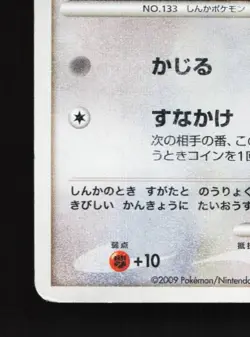 NO.133 しんかポケモン
かじる
すなかけ
次の相手の番、こ
うときコインを1
しんかのとき すがたと のうりょく
きびしい かんきょうに たいおうす
弱点
抵
+10
©2009 Pokémon/Nintendo